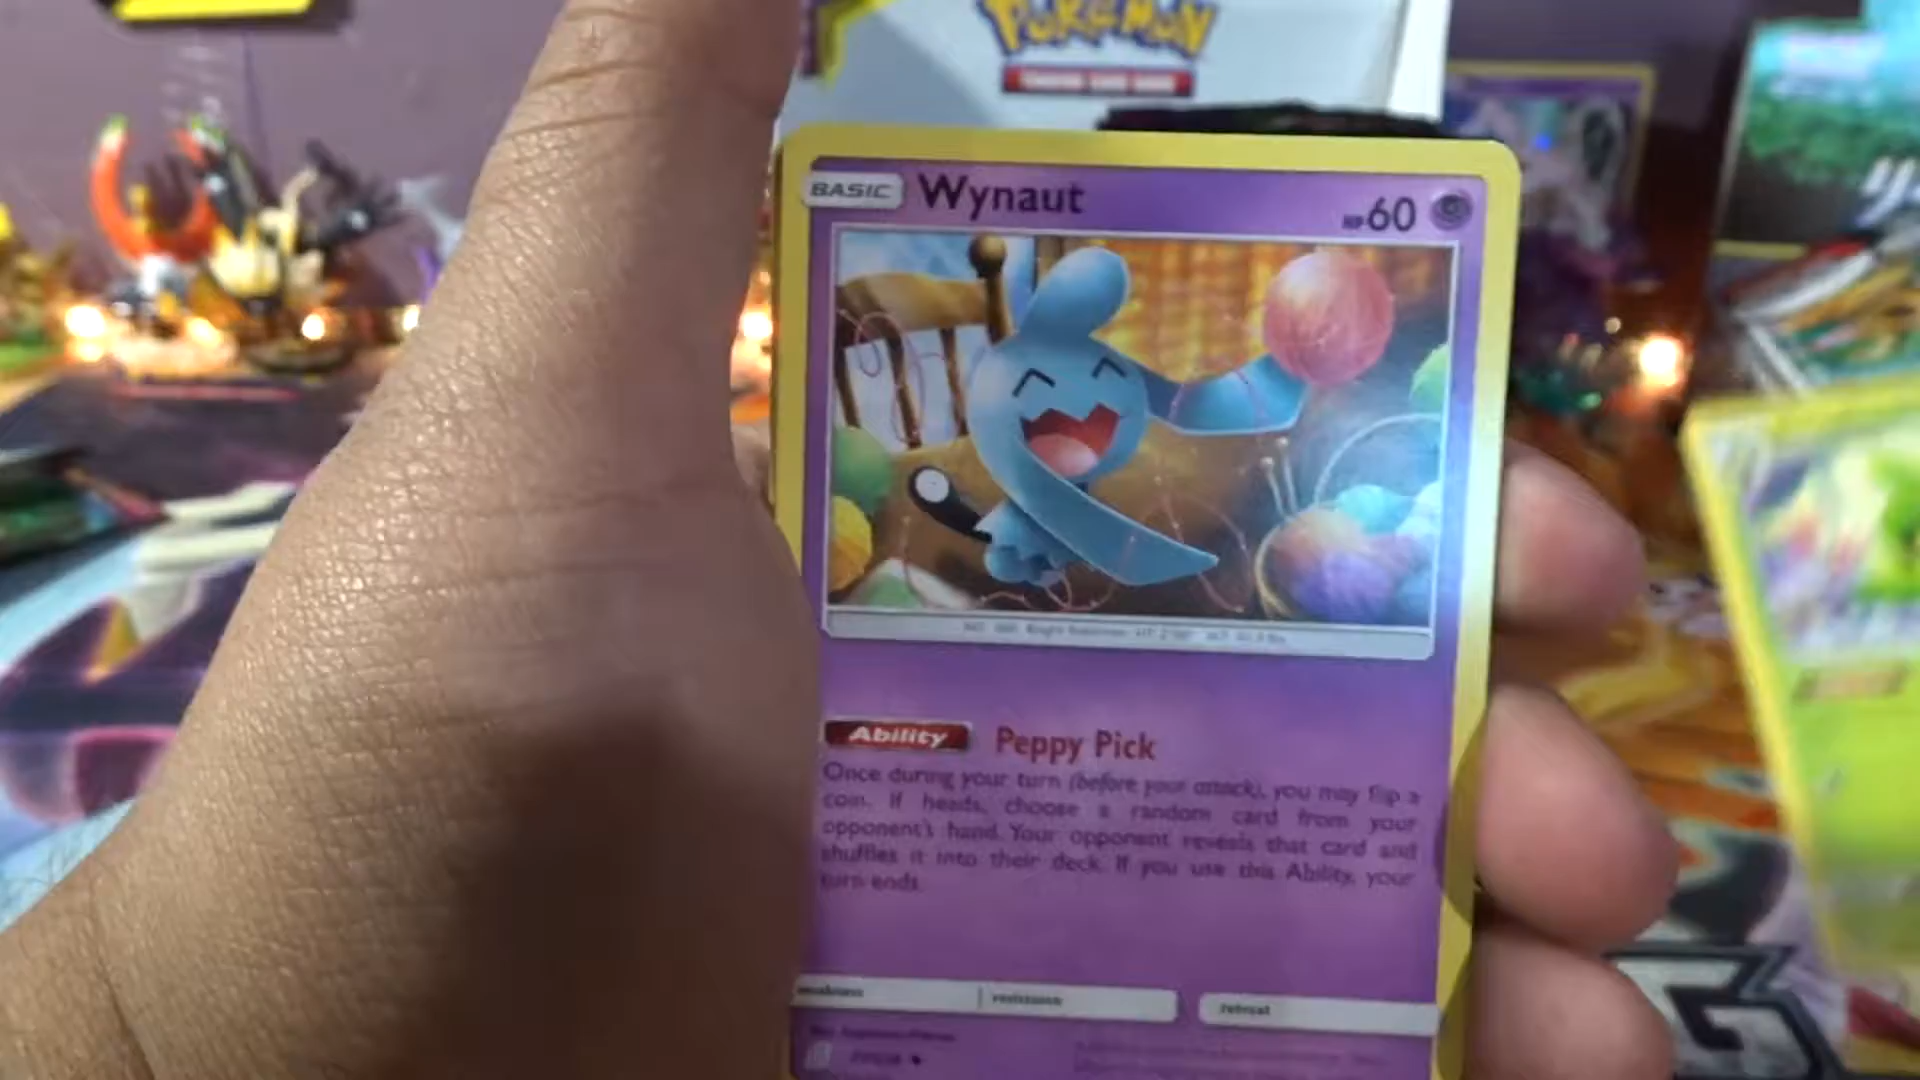 POKéMON
BASIC Wynaut HP60
Ability Peppy Pick
Once during your turn (before your attack), you may flip a
coin. If heads, choose a random card from your
opponent's hand. Your opponent reveals that card and
shuffles it into their deck. If you use this Ability, your
turn ends.
weakness resistance retreat